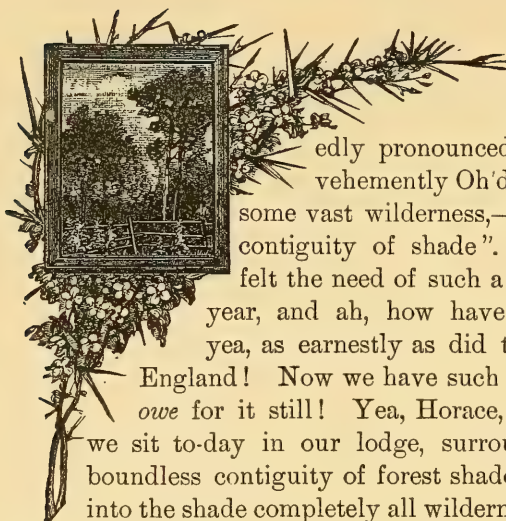 edly pronounced
vehemently Oh'd
some vast wilderness,—
contiguity of shade".
felt the need of such a
year, and ah, how have
yea, as earnestly as did t
England! Now we have such
owe for it still! Yea, Horace,
we sit to-day in our lodge, surrou
boundless contiguity of forest shade
into the shade completely all wildern